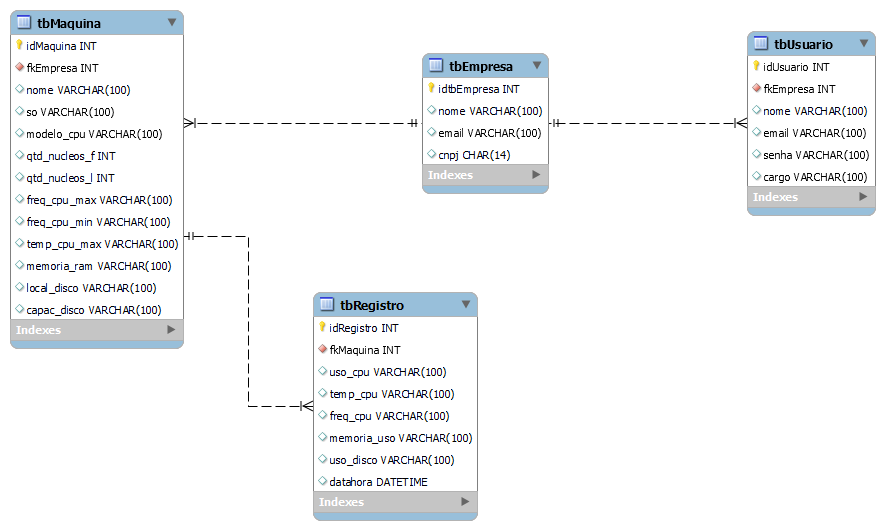 tbMaquina
idMaquina INT
fkEmpresa INT
nome VARCHAR(100)
so VARCHAR(100)
modelo_cpu VARCHAR(100)
qtd_nucleos_f INT
qtd_nucleos_l INT
freq_cpu_max VARCHAR(100)
freq_cpu_min VARCHAR(100)
temp_cpu_max VARCHAR(100)
memoria_ram VARCHAR(100)
local_disco VARCHAR(100)
capac_disco VARCHAR(100)
Indexes
tbEmpresa
idtbEmpresa INT
nome VARCHAR(100)
email VARCHAR(100)
cnpj CHAR(14)
Indexes
tbUsuario
idUsuario INT
fkEmpresa INT
nome VARCHAR(100)
email VARCHAR(100)
senha VARCHAR(100)
cargo VARCHAR(100)
Indexes
tbRegistro
idRegistro INT
fkMaquina INT
uso_cpu VARCHAR(100)
temp_cpu VARCHAR(100)
freq_cpu VARCHAR(100)
memoria_uso VARCHAR(100)
uso_disco VARCHAR(100)
datahora DATETIME
Indexes